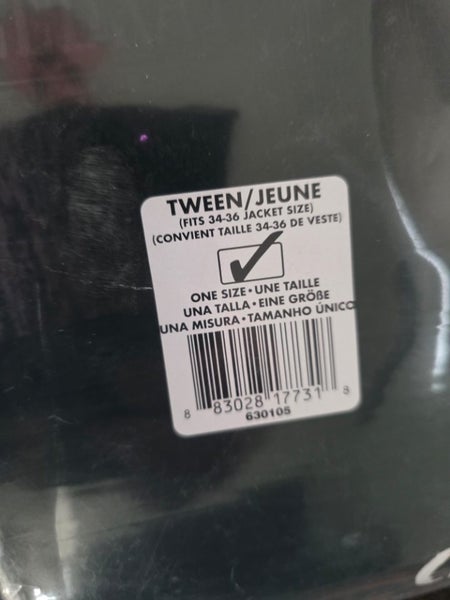 TWEEN/JEUNE
(FITS 34-36 JACKET SIZE)
(CONVIENT TAILLE 34-36 DE VESTE)
ONE SIZE • UNE TAILLE
UNA TALLA • EINE GRÖßE
UNA MISURA • TAMANHO ÚNICO
8 83028 17731 8
630105